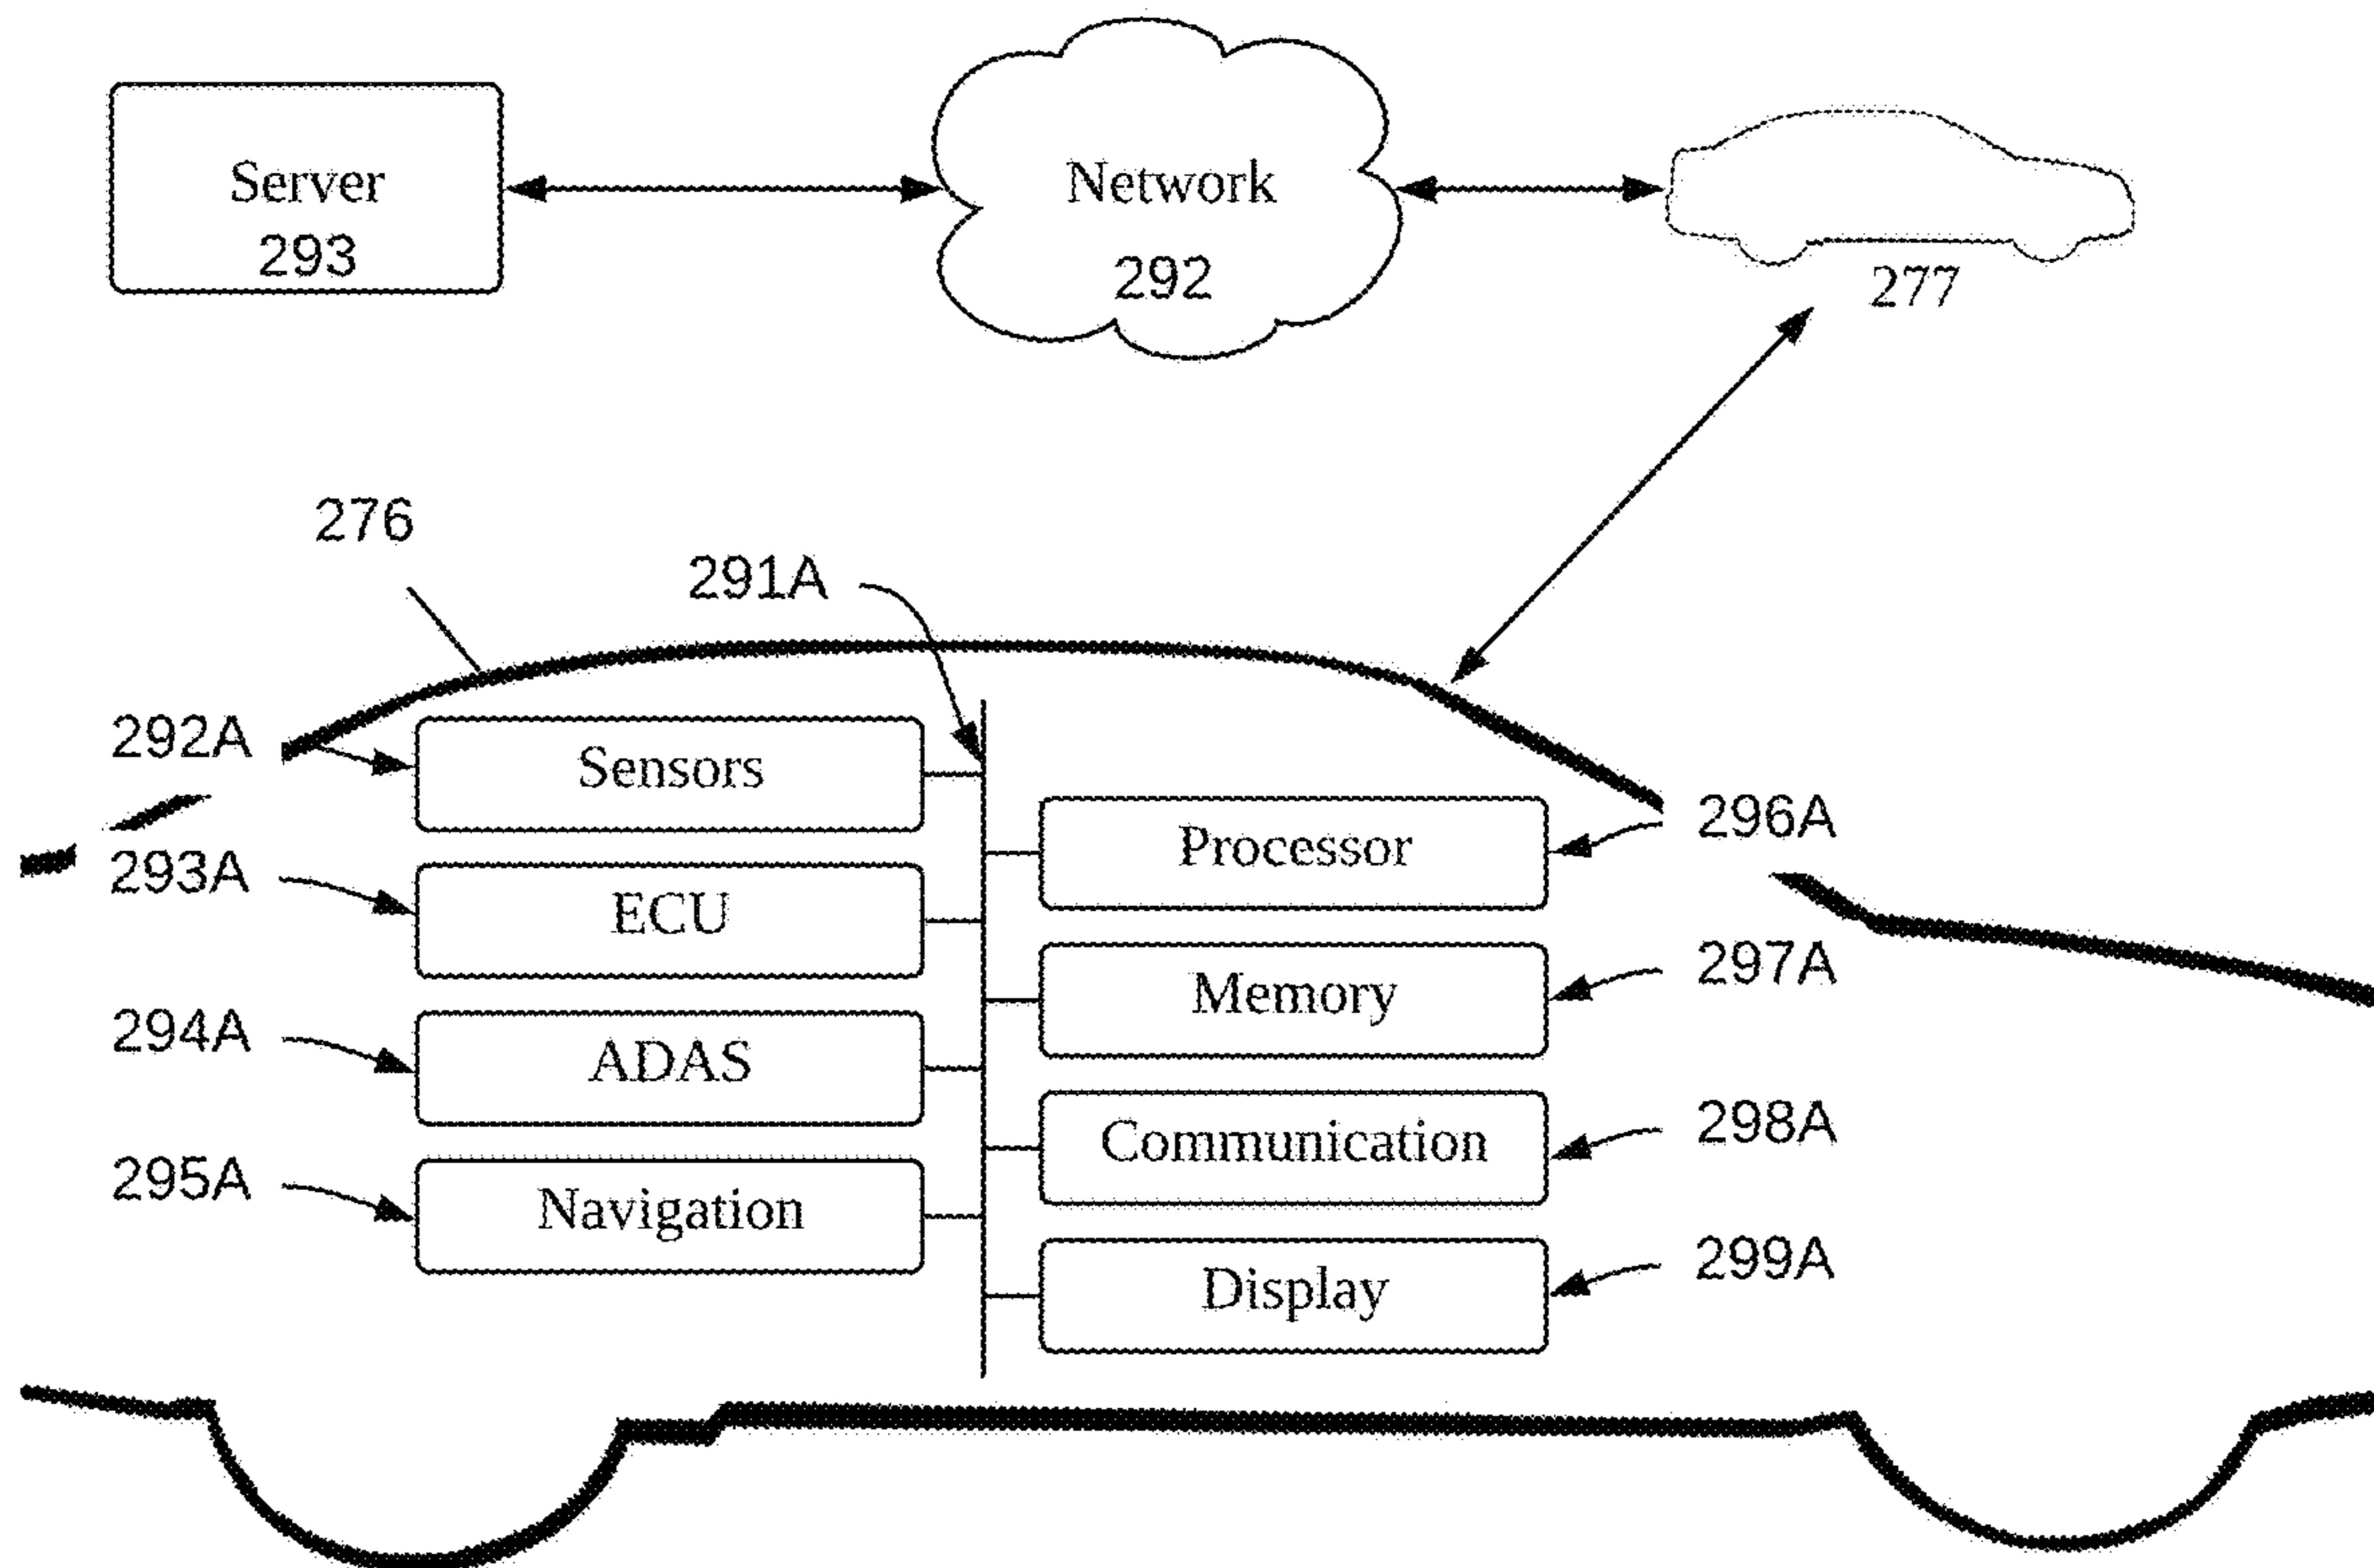 Server
293
Network
292
277
276
291A
292A
Sensors
293A
ECU
294A
ADAS
295A
Navigation
Processor
296A
Memory
297A
Communication
298A
Display
299A